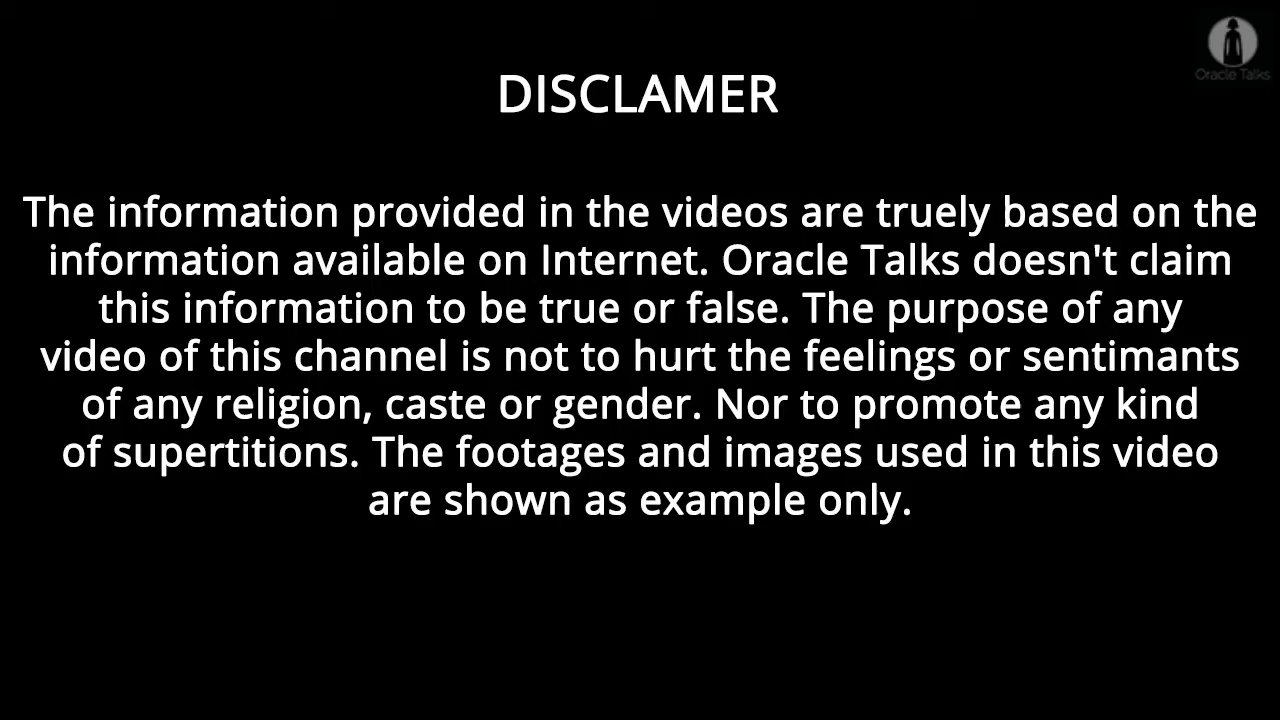 Oracle Talks
DISCLAMER
The information provided in the videos are truely based on the
information available on Internet. Oracle Talks doesn't claim
this information to be true or false. The purpose of any
video of this channel is not to hurt the feelings or sentimants
of any religion, caste or gender. Nor to promote any kind
of supertitions. The footages and images used in this video
are shown as example only.